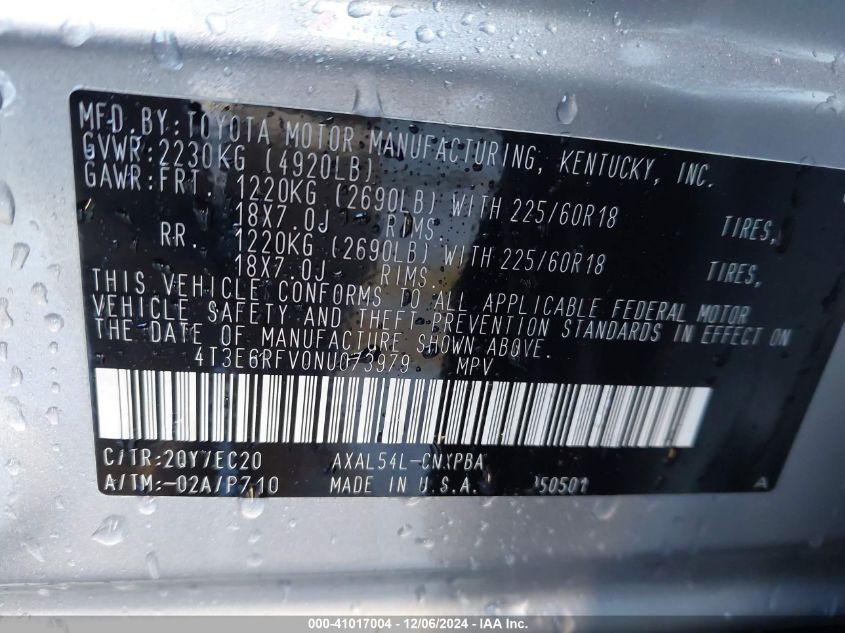 MFD. BY: TOYOTA MOTOR MANUFACTURING, KENTUCKY, INC.
GVWR: 2230KG (4920LB)
GAWR: FRT. 1220KG (2690LB) WITH 225/60R18 TIRES,
18X7.0J RIMS.
RR. 1220KG (2690LB) WITH 225/60R18 TIRES,
18X7.0J RIMS.
THIS VEHICLE CONFORMS TO ALL APPLICABLE FEDERAL MOTOR
VEHICLE SAFETY AND THEFT PREVENTION STANDARDS IN EFFECT ON
THE DATE OF MANUFACTURE SHOWN ABOVE.
4T3E6RFV0NU073979 MPV
C/TR: 2QY/EC20 AXAL54L-CNXPBA
A/TM:-02A/P710 MADE IN U.S.A. A
000-41017004 - 12/06/2024 - IAA Inc.